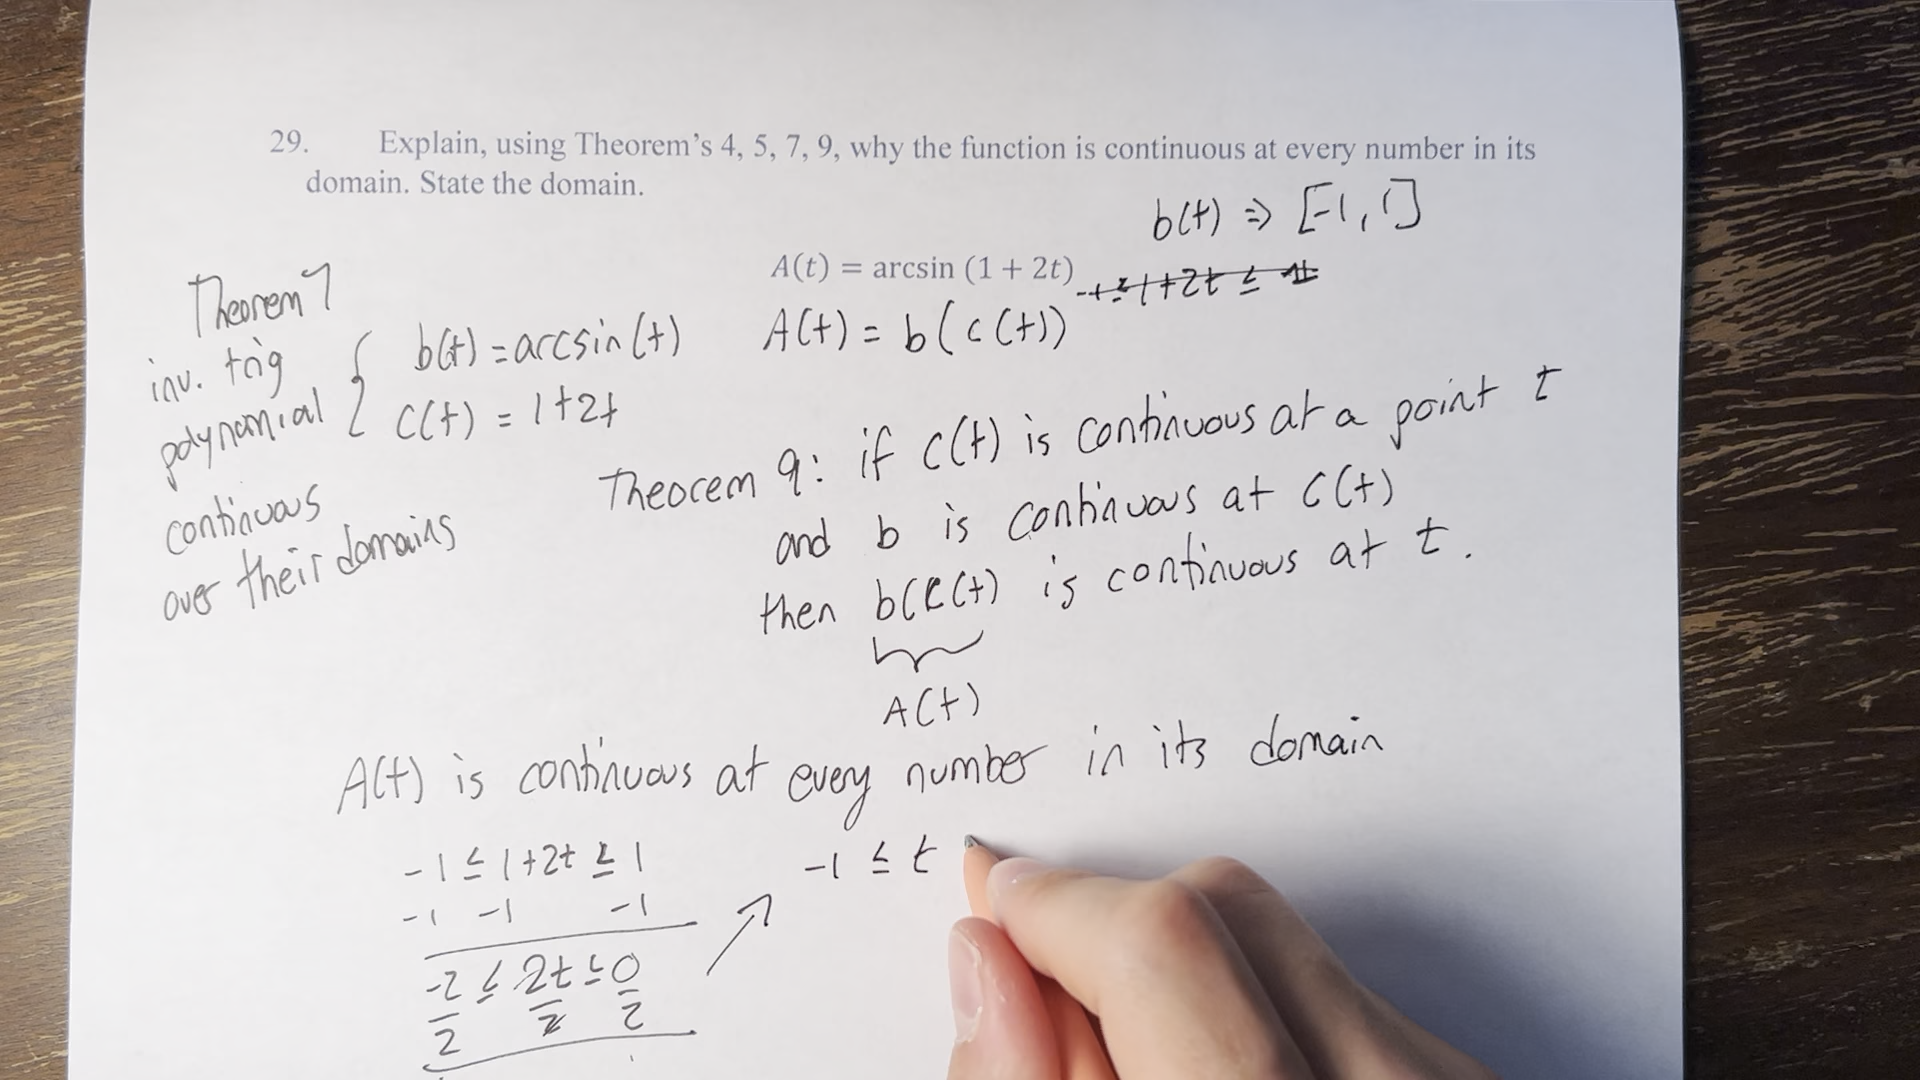 29. Explain, using Theorem's 4, 5, 7, 9, why the function is continuous at every number in its
domain. State the domain.
b(t) ⇒ [-1, 1]
A(t) = arcsin (1 + 2t)
Theorem 7
inv. trig
polynomial
b(t) = arcsin(t)
c(t) = 1+2t
continuous
over their domains
A(t) = b(c(t))
Theorem 9: if c(t) is continuous at a point t
and b is continuous at c(t)
then b(c(t) is continuous at t.
A(t)
A(t) is continuous at every number in its domain
-1 ≤ 1+2t ≤ 1
-1 -1 -1
-2 ≤ 2t ≤ 0
2 2 2
-1 ≤ t